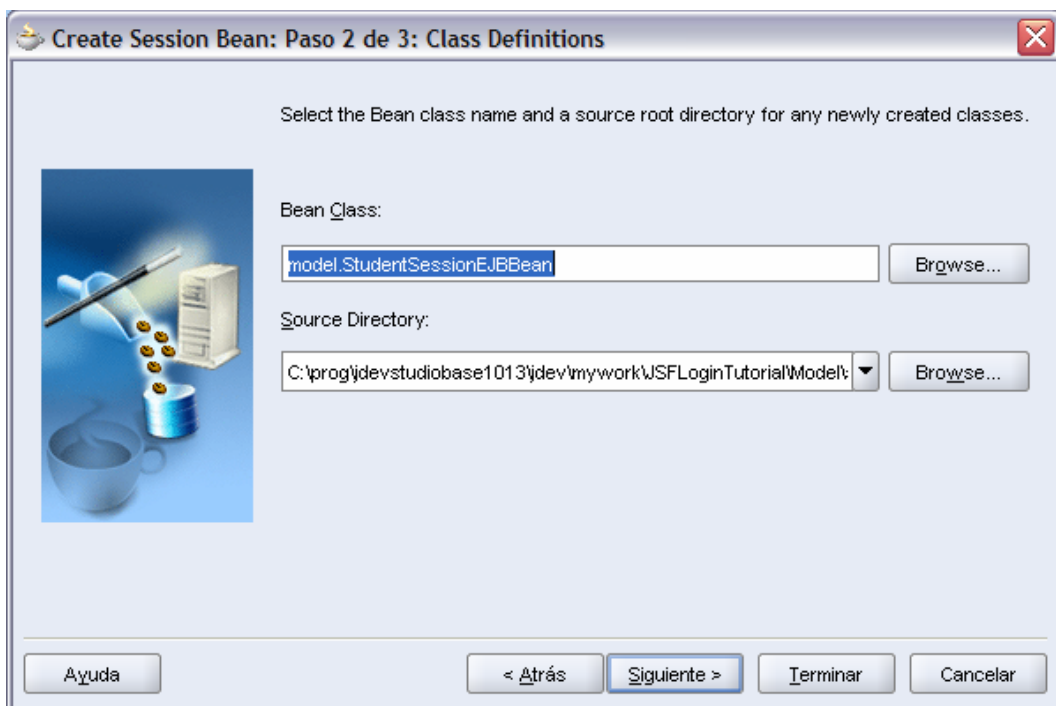 Create Session Bean: Paso 2 de 3: Class Definitions
Select the Bean class name and a source root directory for any newly created classes.
Bean Class:
model.StudentSessionEJBBean
Browse...
Source Directory:
C:\prog\jdevstudiobase1013\jdev\mywork\JSFLoginTutorial\Model\
Browse...
Ayuda
< Atrás
Siguiente >
Terminar
Cancelar